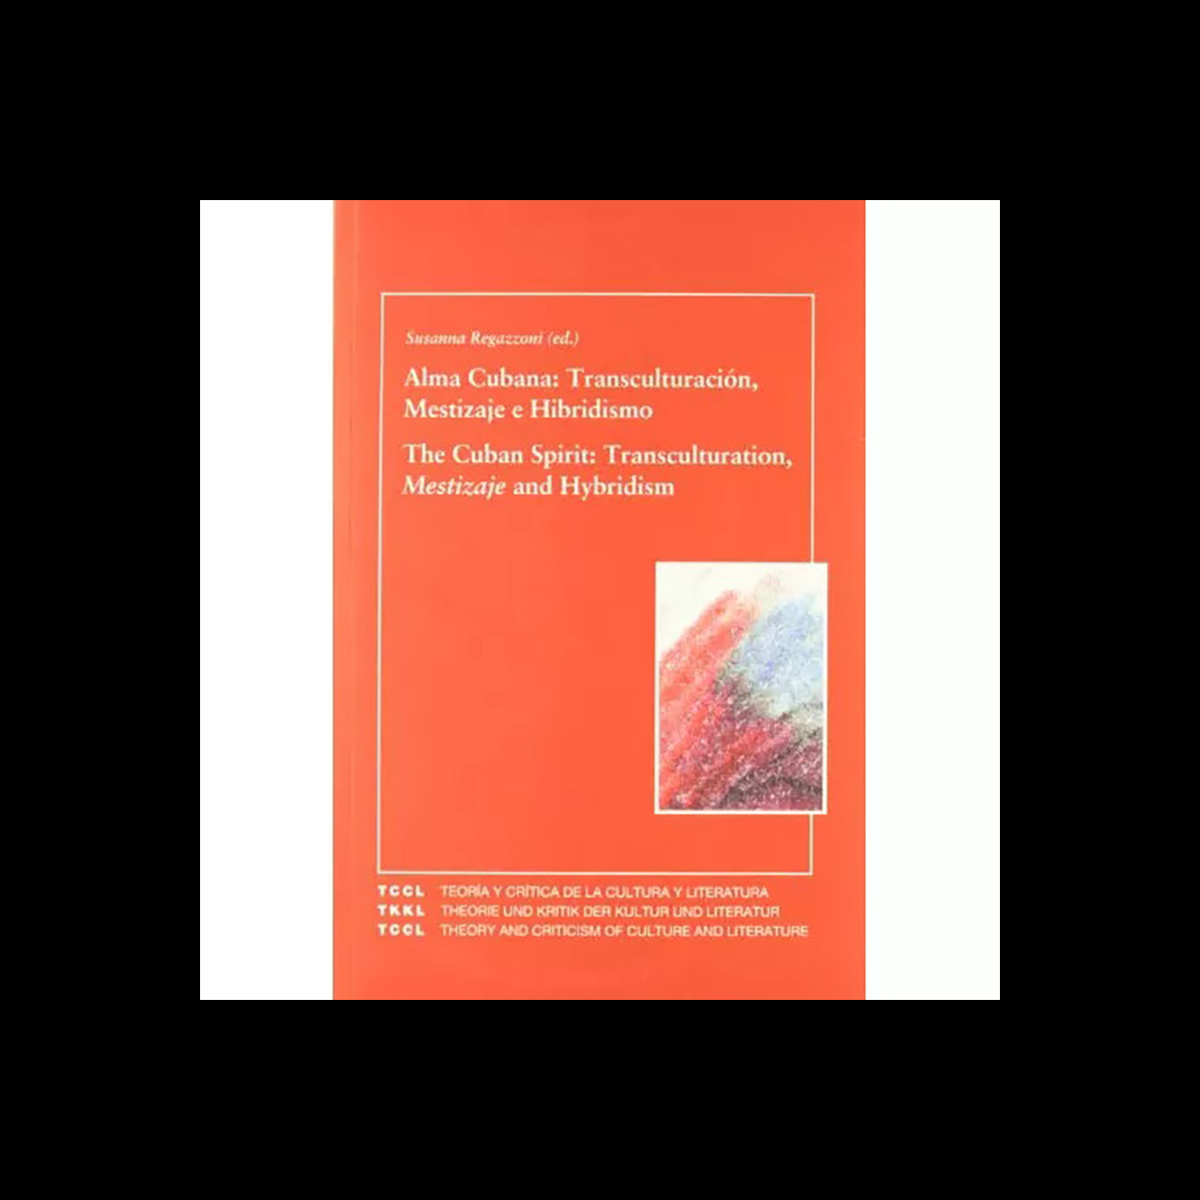 Susanna Regazzoni (ed.)
Alma Cubana: Transculturación,
Mestizaje e Hibridismo
The Cuban Spirit: Transculturation,
Mestizaje and Hybridism
TCCL TEORÍA Y CRÍTICA DE LA CULTURA Y LITERATURA
TKKL THEORIE UND KRITIK DER KULTUR UND LITERATUR
TCCL THEORY AND CRITICISM OF CULTURE AND LITERATURE